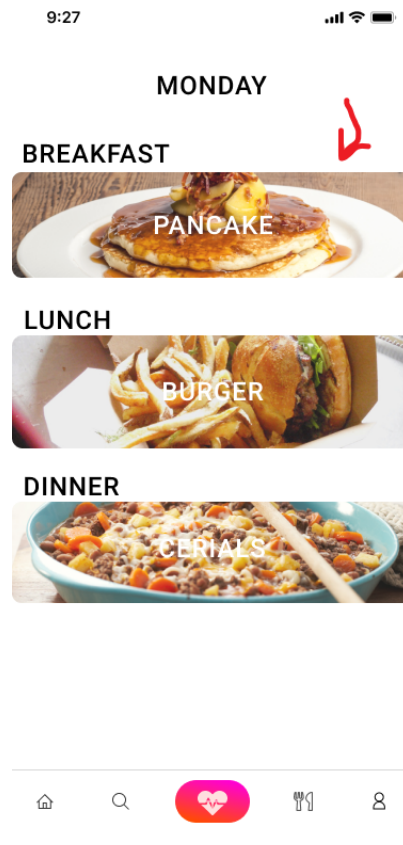 9:27
MONDAY
BREAKFAST
PANCAKE
LUNCH
BURGER
DINNER
CERIALS